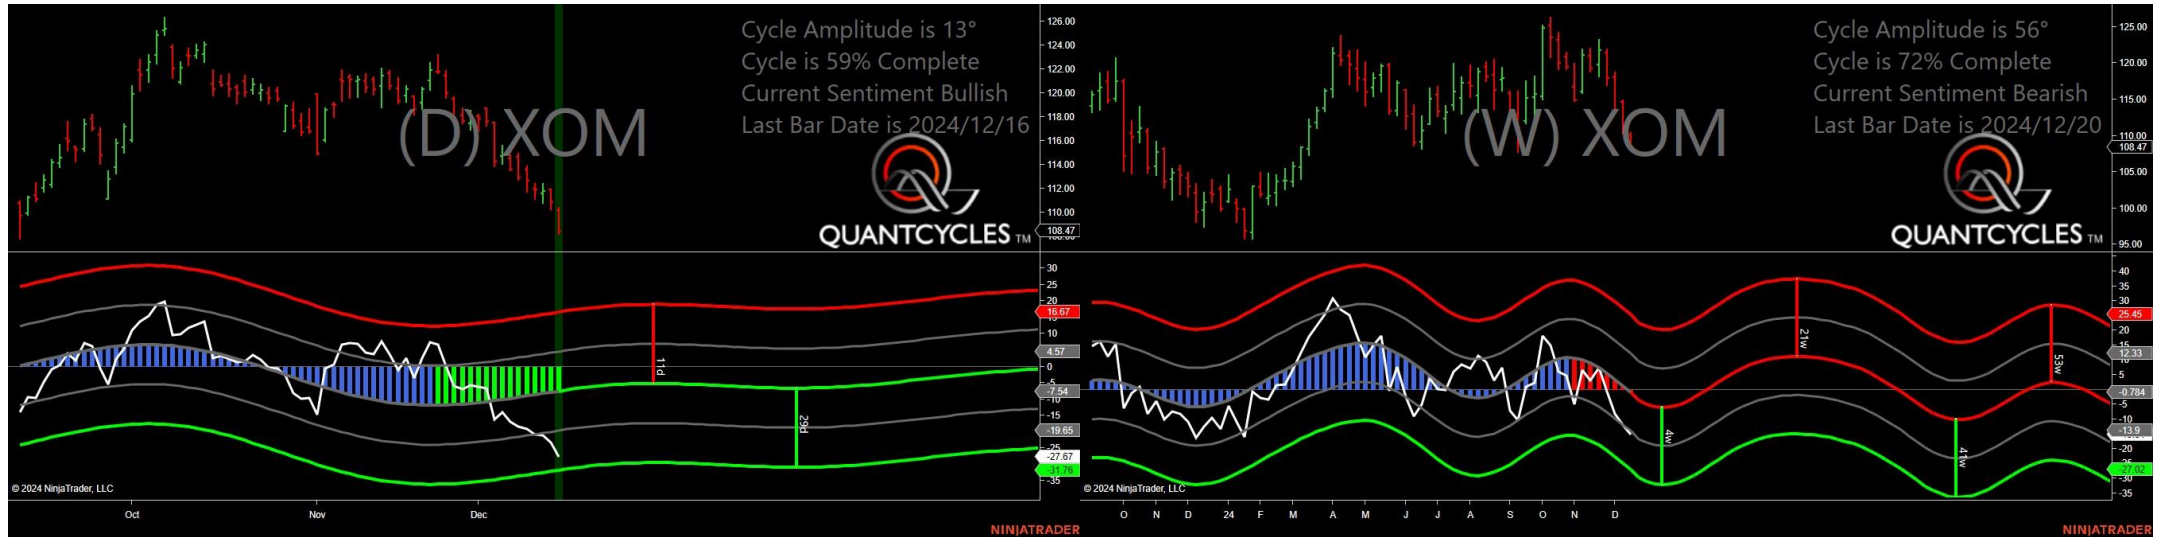 Cycle Amplitude is 13°
Cycle is 59% Complete
Current Sentiment Bullish
Last Bar Date is 2024/12/16
(D) XOM
QUANTCYCLES TM
126.00
124.00
122.00
120.00
118.00
116.00
114.00
112.00
110.00
108.47
30
25
20
16.67
10
4.57
0
-7.54
-10
-15
-19.65
-27.67
-31.76
-35
11d
29d
© 2024 NinjaTrader, LLC
Oct Nov Dec
NINJATRADER
Cycle Amplitude is 56°
Cycle is 72% Complete
Current Sentiment Bearish
Last Bar Date is 2024/12/20
(W) XOM
QUANTCYCLES TM
125.00
120.00
115.00
110.00
108.47
105.00
100.00
95.00
40
35
30
25.45
20
12.33
5
-0.784
-5
-10
-13.9
-20
-27.02
-30
-35
4w
21w
41w
53w
© 2024 NinjaTrader, LLC
O N D 24 F M A M J J A S O N D
NINJATRADER